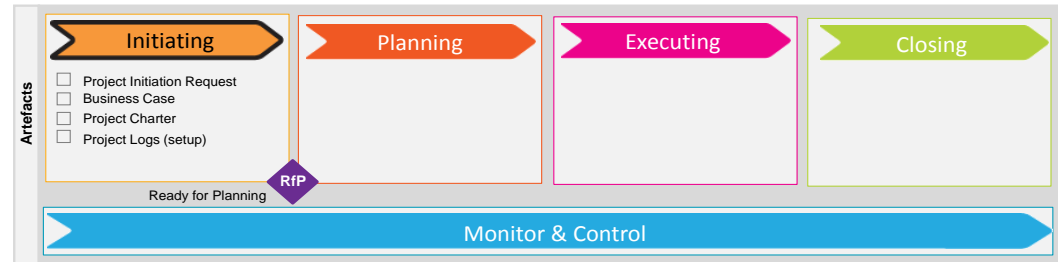 Artefacts
Initiating
Planning
Executing
Closing
Project Initiation Request
Business Case
Project Charter
Project Logs (setup)
RfP
Ready for Planning
Monitor & Control